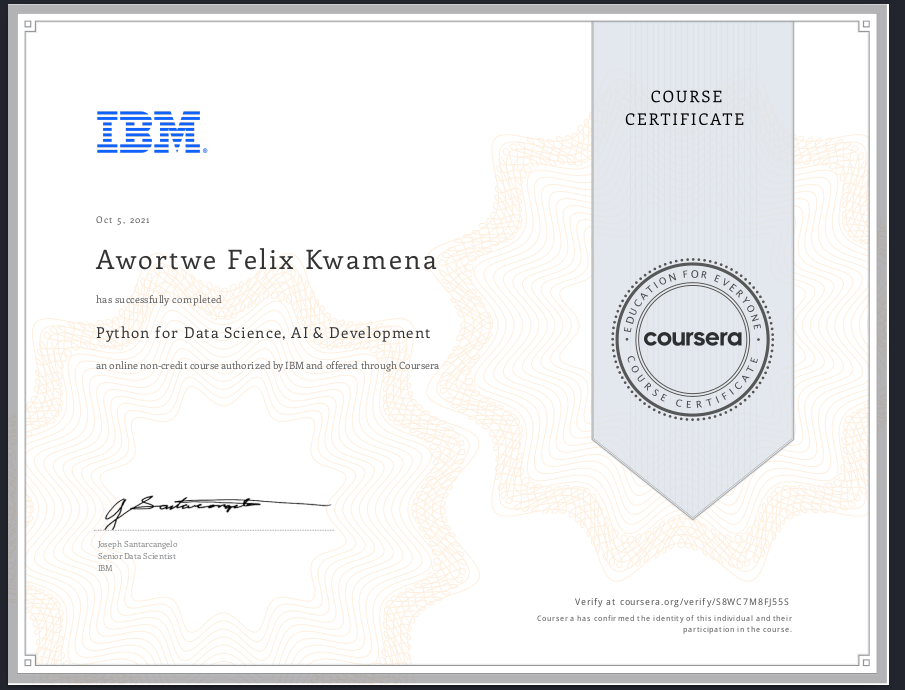 COURSE
CERTIFICATE
IBM®
Oct 5, 2021
Awortwe Felix Kwamena
has successfully completed
Python for Data Science, AI & Development
an online non-credit course authorized by IBM and offered through Coursera
EDUCATION FOR EVERYONE
coursera
COURSE CERTIFICATE
J Santarcangelo
Joseph Santarcangelo
Senior Data Scientist
IBM
Verify at coursera.org/verify/S8WC7M8FJ55S
Coursera has confirmed the identity of this individual and their
participation in the course.